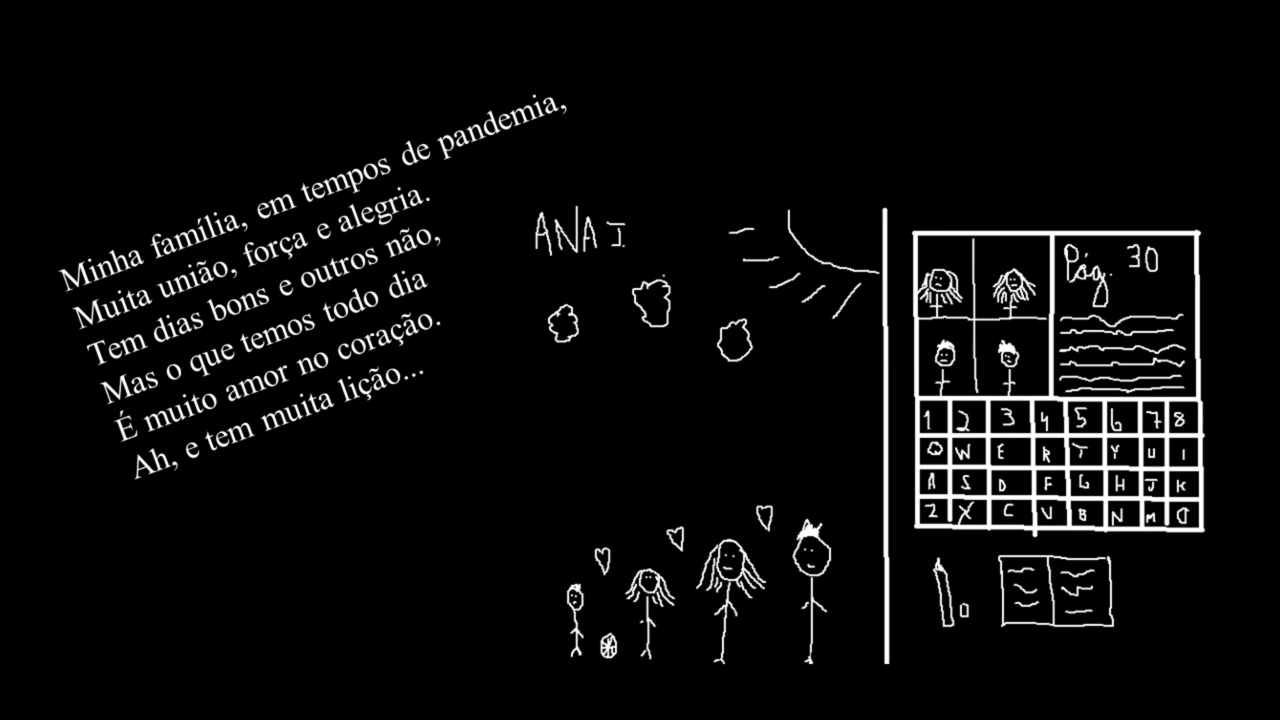 Minha família, em tempos de pandemia,
Muita união, força e alegria.
Tem dias bons e outros não,
Mas o que temos todo dia
É muito amor no coração.
Ah, e tem muita lição...
ANA J.
Pág. 30
1 2 3 4 5 6 7 8
Q W E R T Y U I
A S D F G H J K
Z X C V B N M